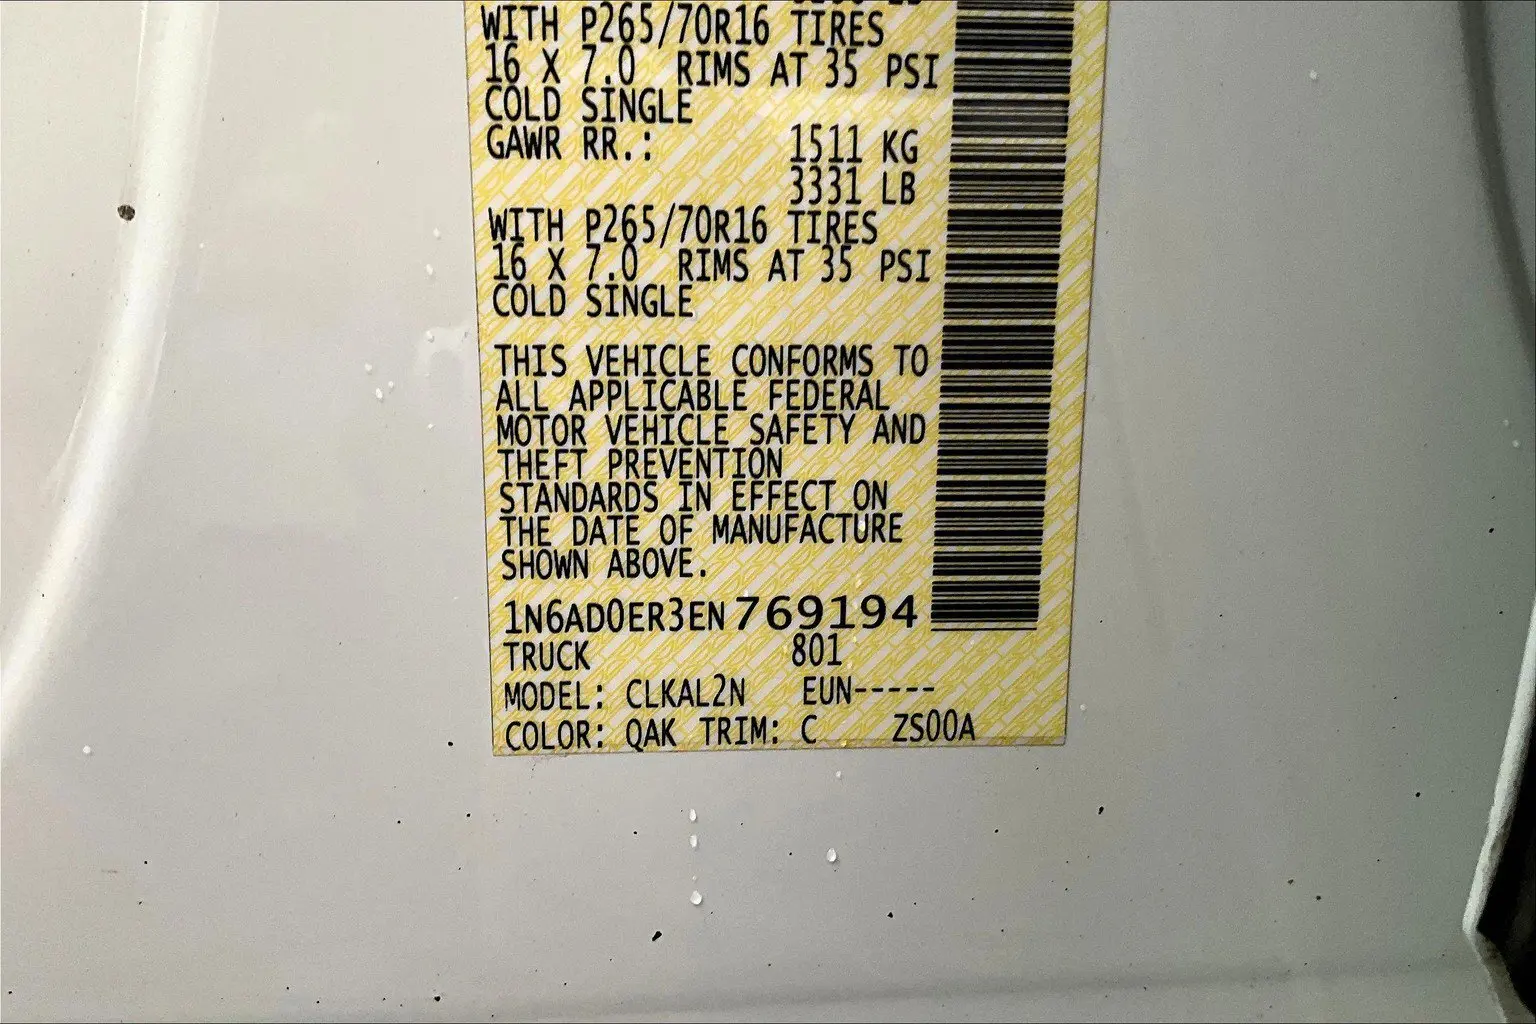 WITH P265/70R16 TIRES
16 X 7.0 RIMS AT 35 PSI
COLD SINGLE
GAWR RR.: 1511 KG
3331 LB
WITH P265/70R16 TIRES
16 X 7.0 RIMS AT 35 PSI
COLD SINGLE
THIS VEHICLE CONFORMS TO
ALL APPLICABLE FEDERAL
MOTOR VEHICLE SAFETY AND
THEFT PREVENTION
STANDARDS IN EFFECT ON
THE DATE OF MANUFACTURE
SHOWN ABOVE.
1N6AD0ER3EN769194
TRUCK 801
MODEL: CLKAL2N EUN-----
COLOR: QAK TRIM: C ZS00A